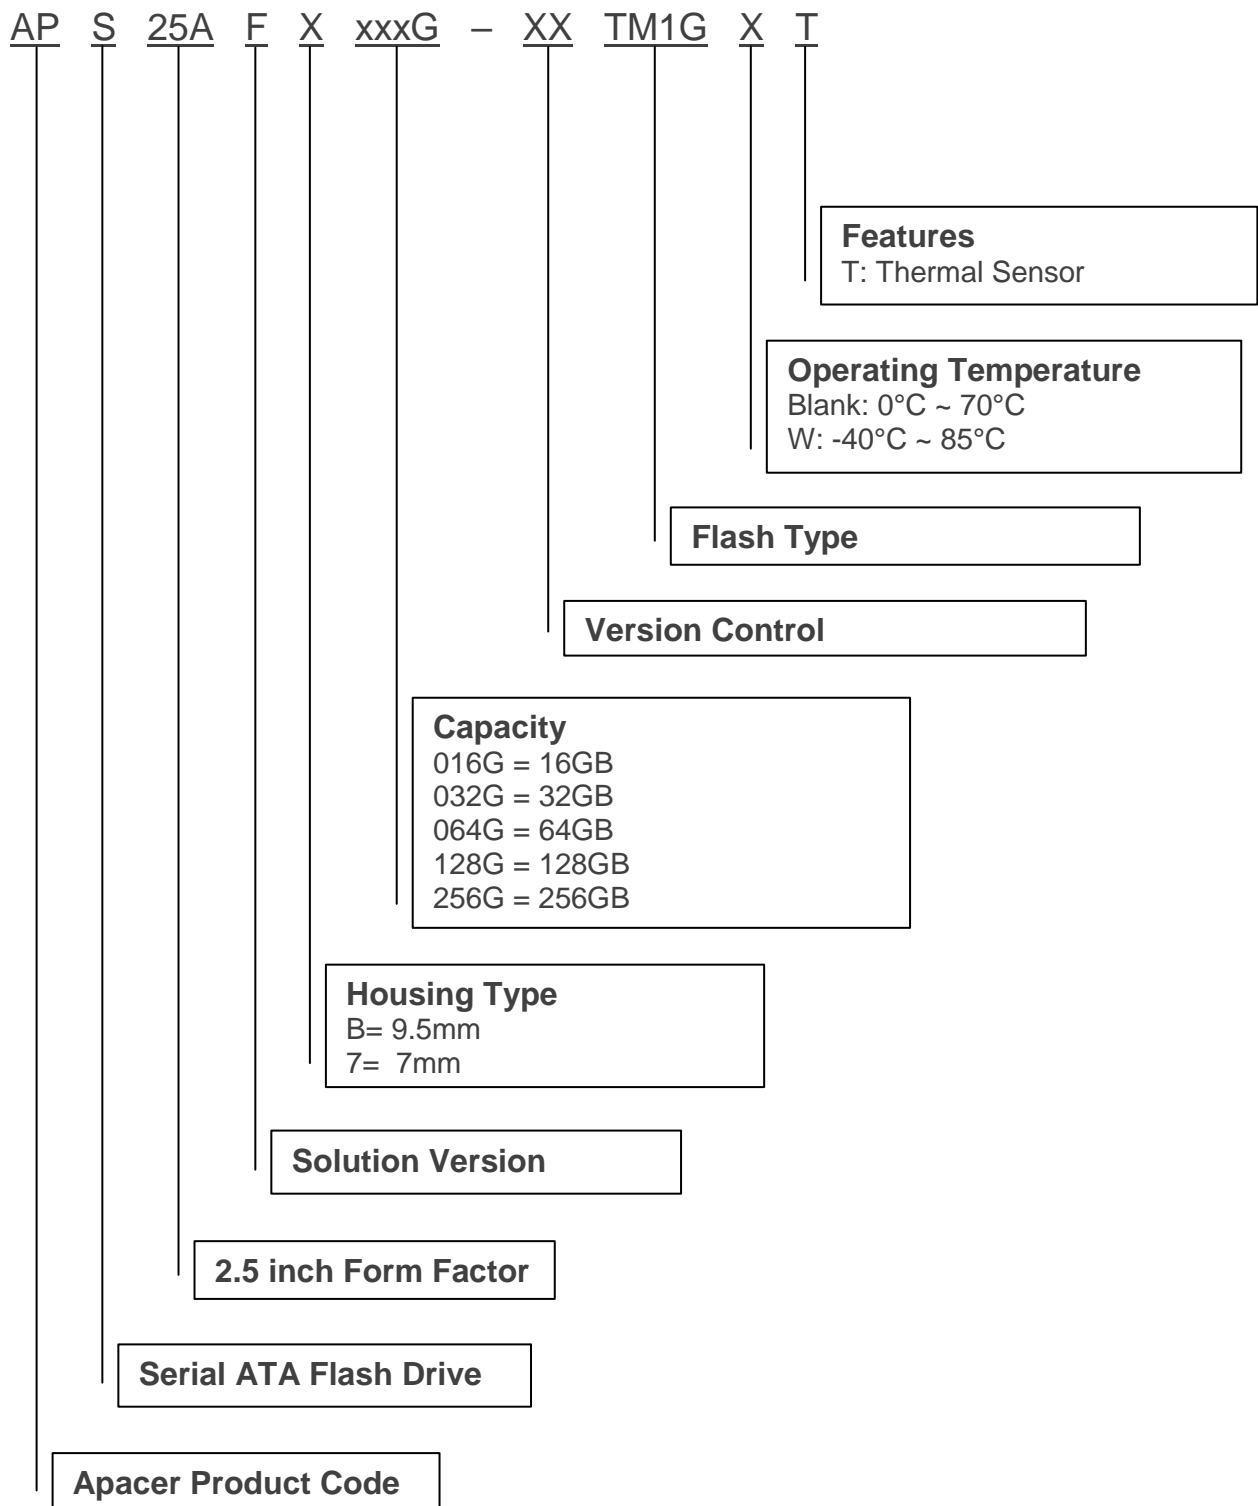 AP S 25A F X xxxG – XX TM1G X T
Features
T: Thermal Sensor
Operating Temperature
Blank: 0°C ~ 70°C
W: -40°C ~ 85°C
Flash Type
Version Control
Capacity
016G = 16GB
032G = 32GB
064G = 64GB
128G = 128GB
256G = 256GB
Housing Type
B= 9.5mm
7= 7mm
Solution Version
2.5 inch Form Factor
Serial ATA Flash Drive
Apacer Product Code